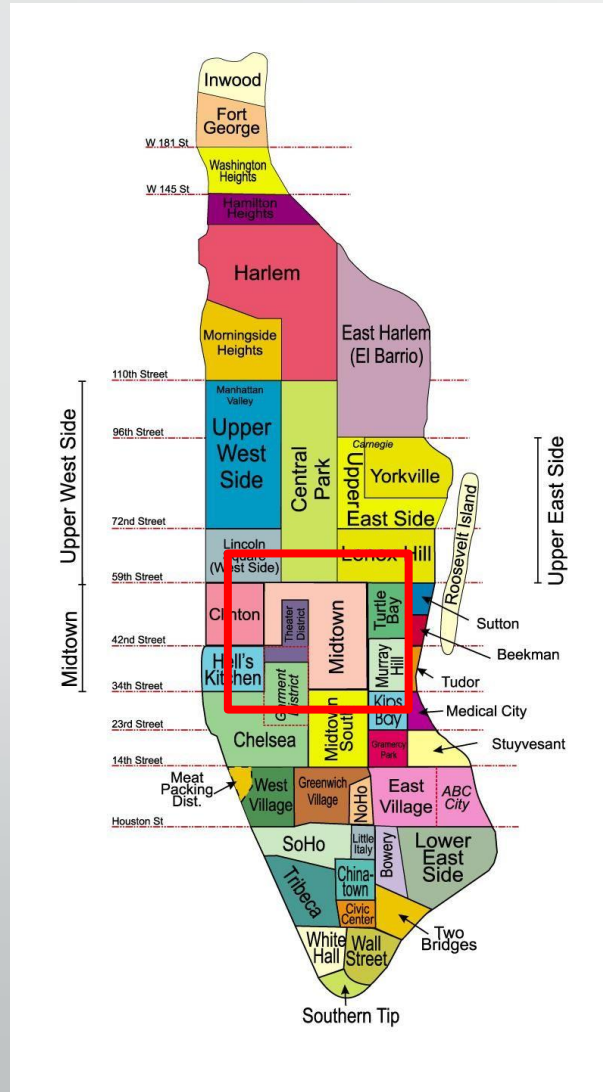 Inwood
Fort
George
W 181 St
Washington
Heights
W 145 St
Hamilton
Heights
Harlem
East Harlem
(El Barrio)
Morningside
Heights
110th Street
Manhattan
Valley
Upper
West
Side
Central
Park
96th Street
Carnegie
Yorkville
Upper
East Side
Upper West Side
Upper East Side
Roosevelt Island
72nd Street
Lincoln
Square
(West Side)
Lenox Hill
59th Street
Clinton
Theater
District
Midtown
Turtle
Bay
Sutton
Midtown
42nd Street
Hell's
Kitchen
Murray
Hill
Beekman
Tudor
34th Street
Garment
District
Kips
Bay
Medical City
23rd Street
Chelsea
Midtown
South
Gramercy
Park
Stuyvesant
14th Street
Meat
Packing
Dist.
West
Village
Greenwich
Village
NoHo
East
Village
ABC
City
Houston St
SoHo
Little
Italy
Bowery
Lower
East
Side
Tribeca
China-
town
Civic
Center
Two
Bridges
White
Hall
Wall
Street
Southern Tip